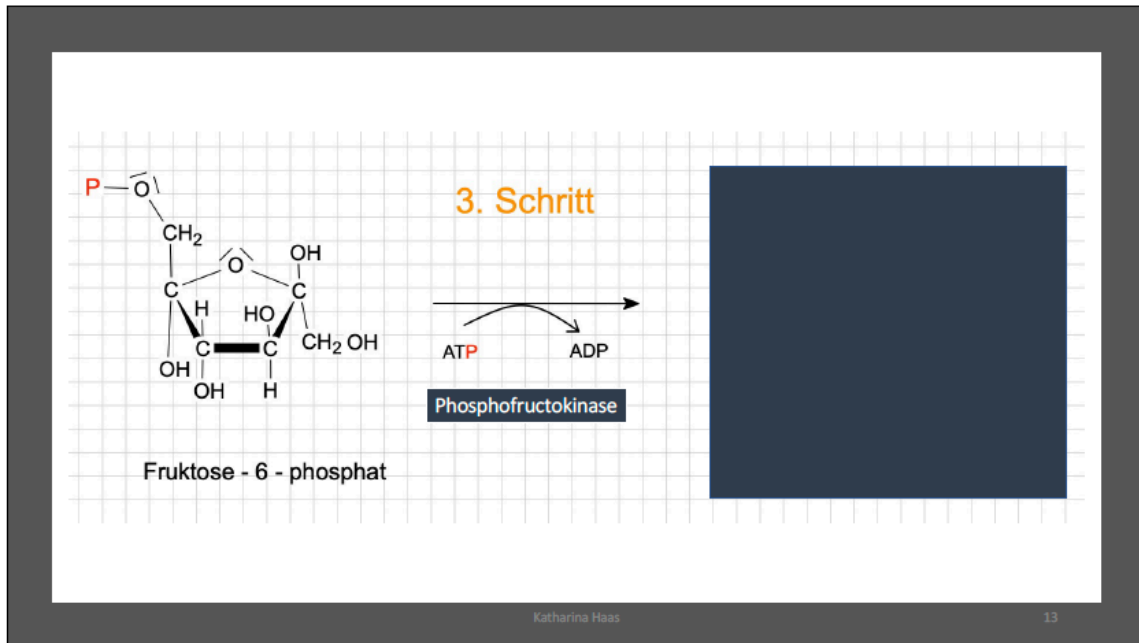 3. Schritt
P
O
CH2
O
OH
C
C
H
HO
C
C
CH2 OH
OH
OH
H
ATP
ADP
Phosphofructokinase
Fruktose - 6 - phosphat
Katharina Haas
13